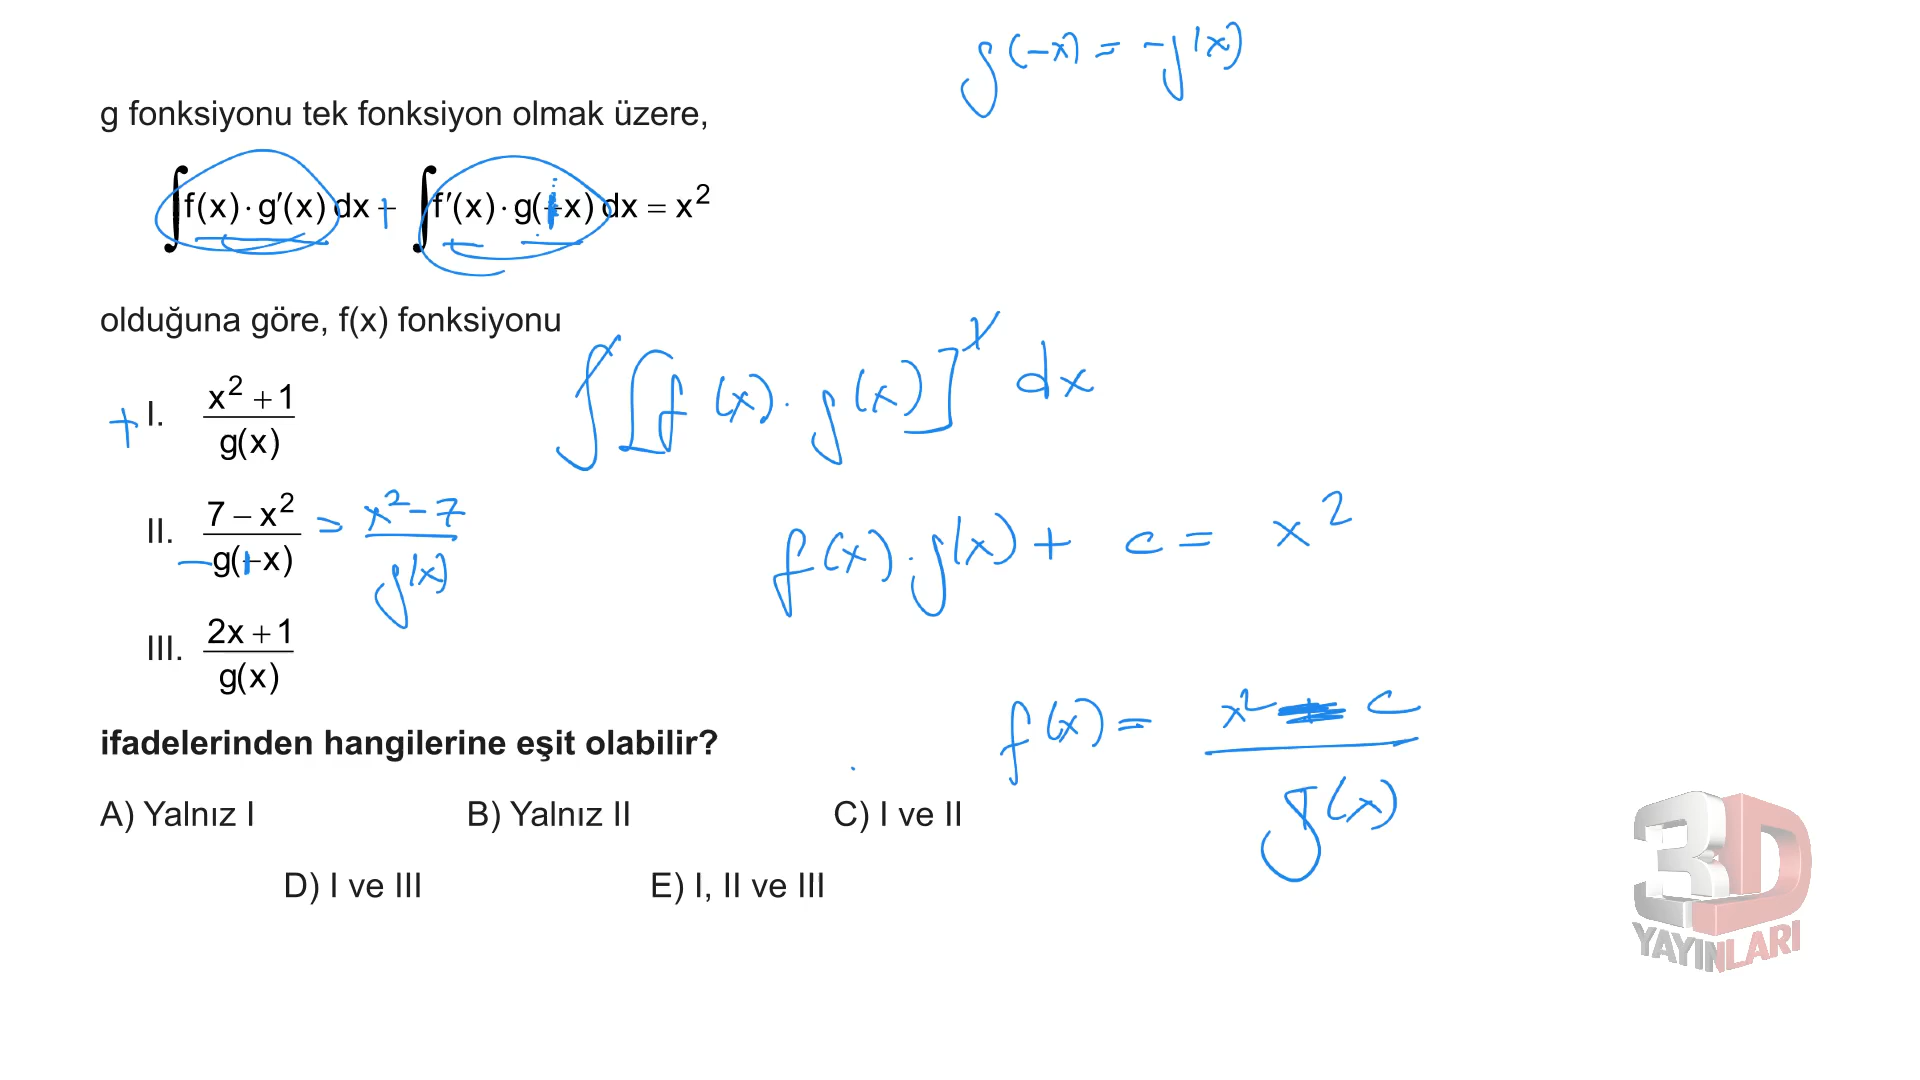 g(-x) = -g(x)
g fonksiyonu tek fonksiyon olmak üzere,
∫f(x)·g′(x) dx − ∫f′(x)·g(−x) dx = x²
+
olduğuna göre, f(x) fonksiyonu
+ I. (x² + 1)/g(x)
∫[f(x)·g(x)]′ dx
II. (7 − x²)/(−g(−x)) = (x² − 7)/g(x)
f(x)·g(x) + c = x²
III. (2x + 1)/g(x)
f(x) = (x² c)/g(x)
ifadelerinden hangilerine eşit olabilir?
A) Yalnız I B) Yalnız II C) I ve II
D) I ve III E) I, II ve III
3D
YAYINLARI